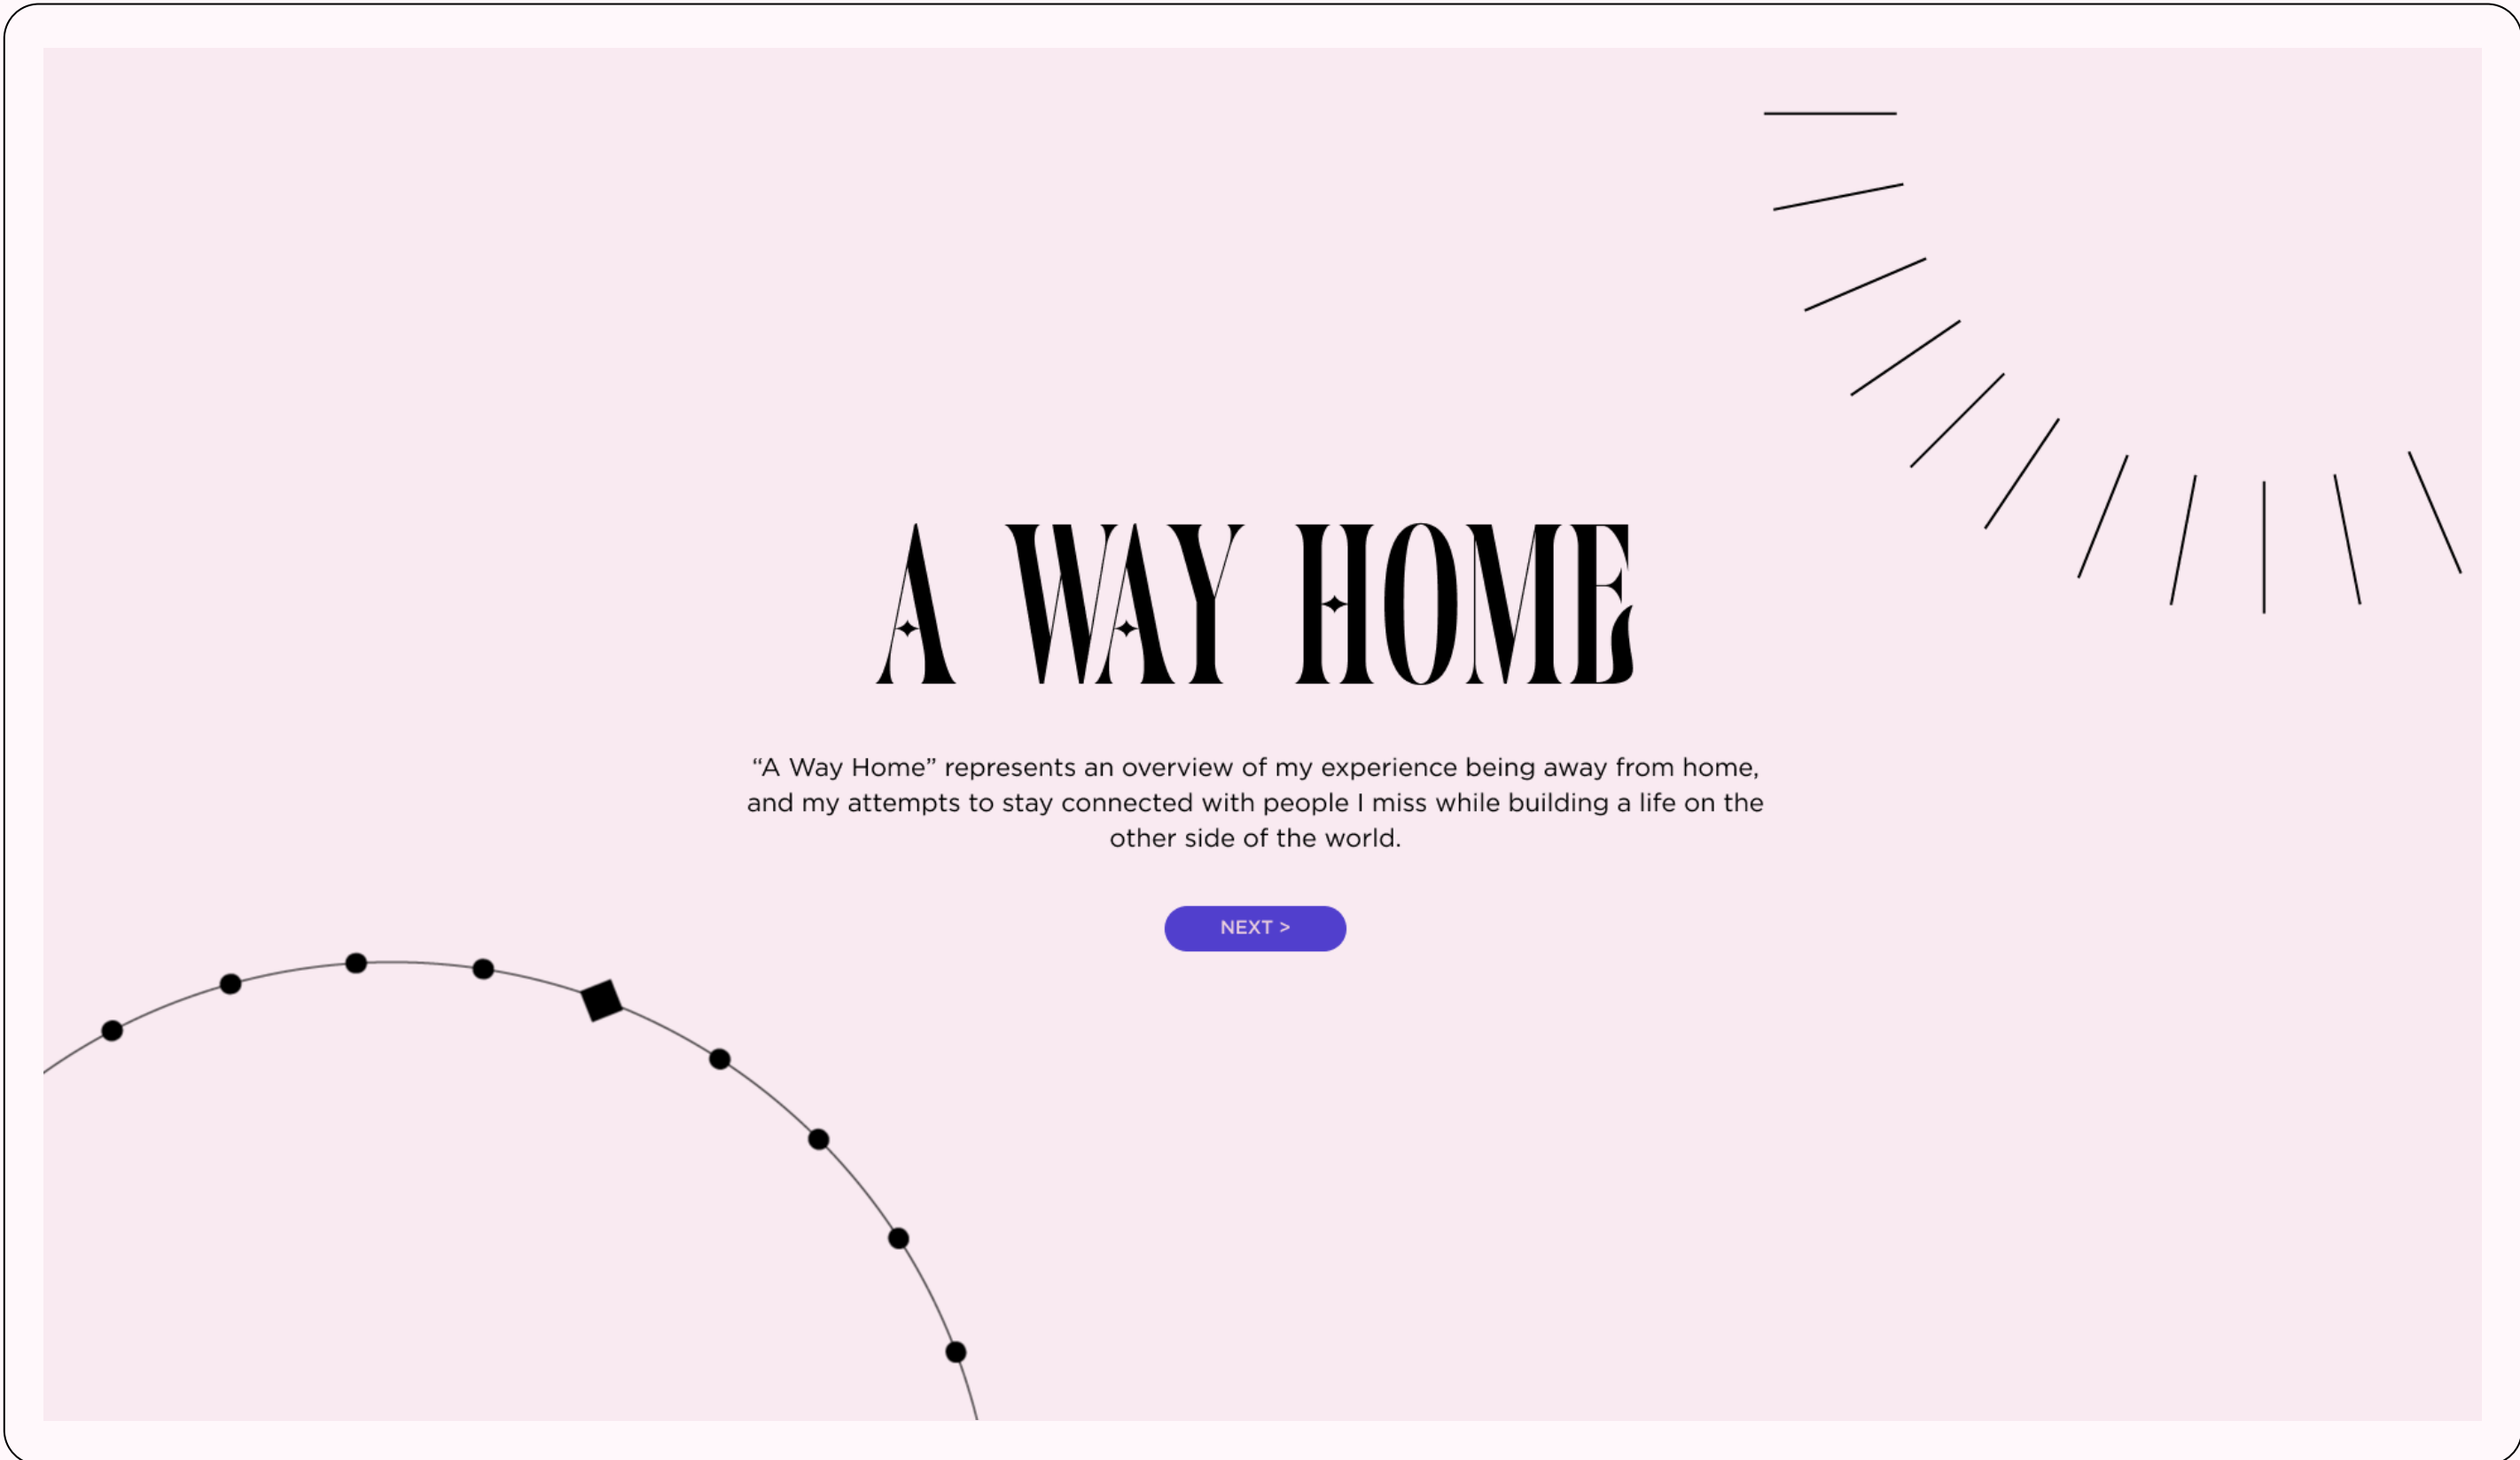 A WAY HOME
“A Way Home” represents an overview of my experience being away from home,
and my attempts to stay connected with people I miss while building a life on the
other side of the world.
NEXT >